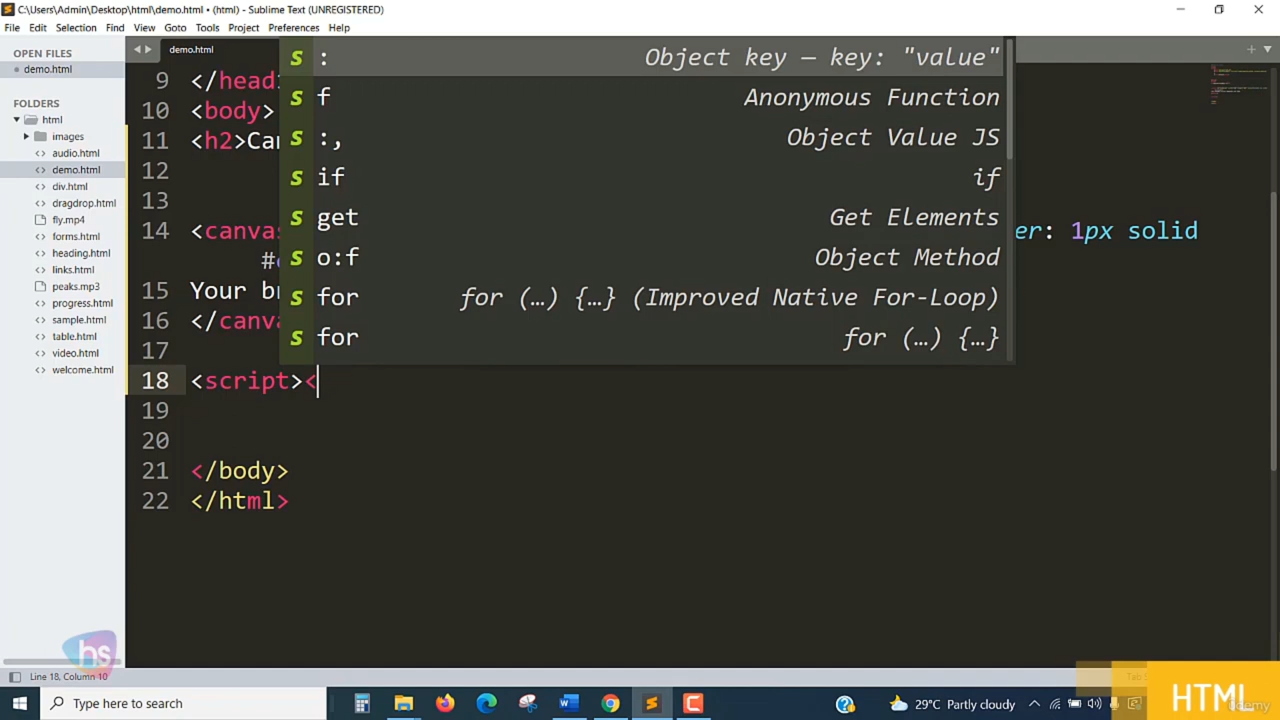 C:\Users\Admin\Desktop\html\demo.html • (html) - Sublime Text (UNREGISTERED)
File Edit Selection Find View Goto Tools Project Preferences Help
OPEN FILES
demo.html
FOLDERS
html
images
audio.html
demo.html
div.html
dragdrop.html
fly.mp4
forms.html
heading.html
links.html
peaks.mp3
progress.html
sample.html
table.html
video.html
welcome.html
demo.html
: Object key — key: "value"
f Anonymous Function
:, Object Value JS
if if
get Get Elements
o:f Object Method
for for (…) {…} (Improved Native For-Loop)
for for (…) {…}
9 </head
10 <body>
11 <h2>Can
12
13
14 <canvas er: 1px solid
#
15 Your br
16 </canva
17
18 <script><
19
20
21 </body>
22 </html>
hs
Line 18, Column 10
Type here to search
29°C Partly cloudy
HTML
Udemy